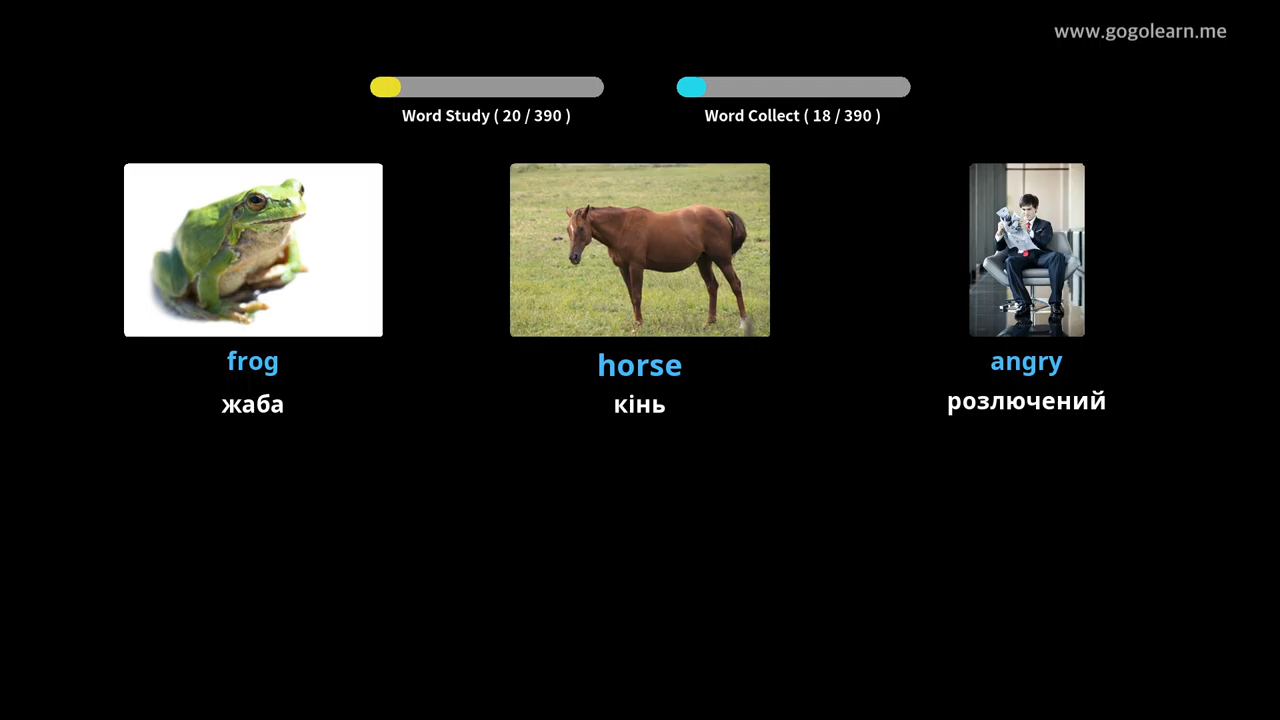 www.gogolearn.me
Word Study ( 20 / 390 )
Word Collect ( 18 / 390 )
frog
horse
angry
жаба
кінь
розлючений